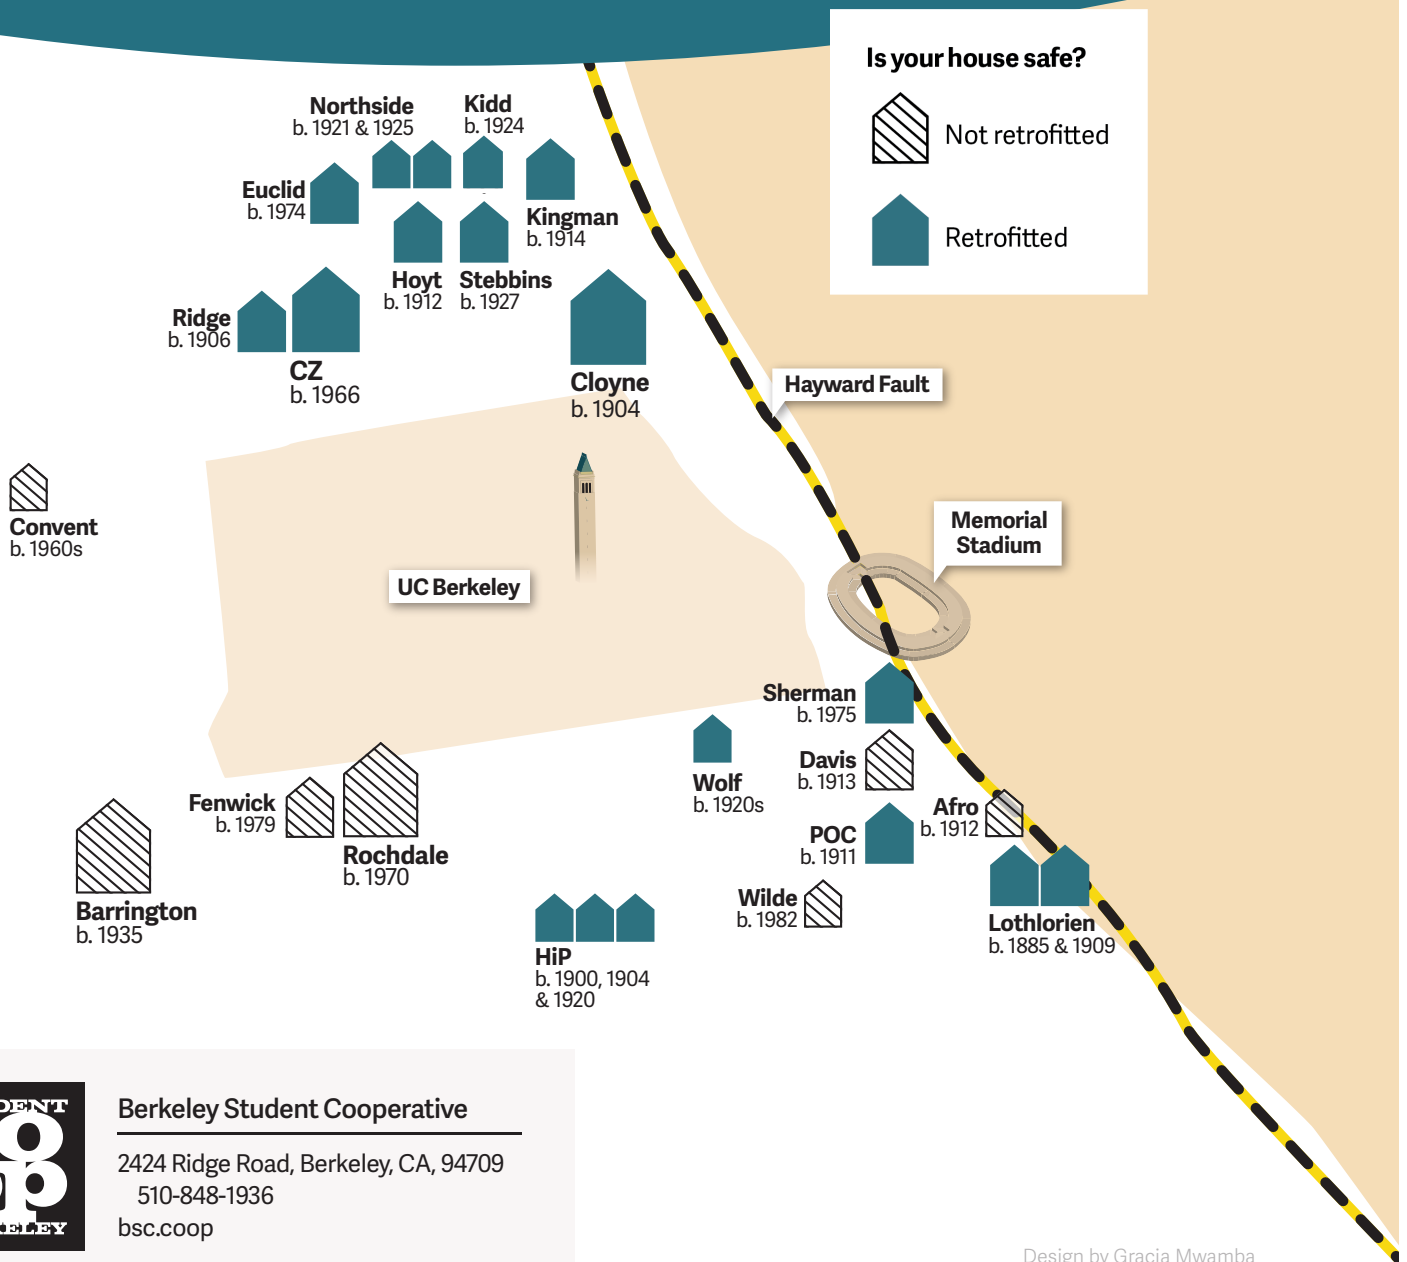 Is your house safe?
Not retrofitted
Retrofitted
Northside
b. 1921 & 1925
Kidd
b. 1924
Euclid
b. 1974
Kingman
b. 1914
Hoyt
b. 1912
Stebbins
b. 1927
Ridge
b. 1906
CZ
b. 1966
Cloyne
b. 1904
Hayward Fault
Convent
b. 1960s
Memorial
Stadium
UC Berkeley
Sherman
b. 1975
Wolf
b. 1920s
Davis
b. 1913
Fenwick
b. 1979
Afro
b. 1912
POC
b. 1911
Rochdale
b. 1970
Barrington
b. 1935
Wilde
b. 1982
Lothlorien
b. 1885 & 1909
HiP
b. 1900, 1904
& 1920
DENT
O
OP
KELEY
Berkeley Student Cooperative
2424 Ridge Road, Berkeley, CA, 94709
510-848-1936
bsc.coop
Design by Gracia Mwamba